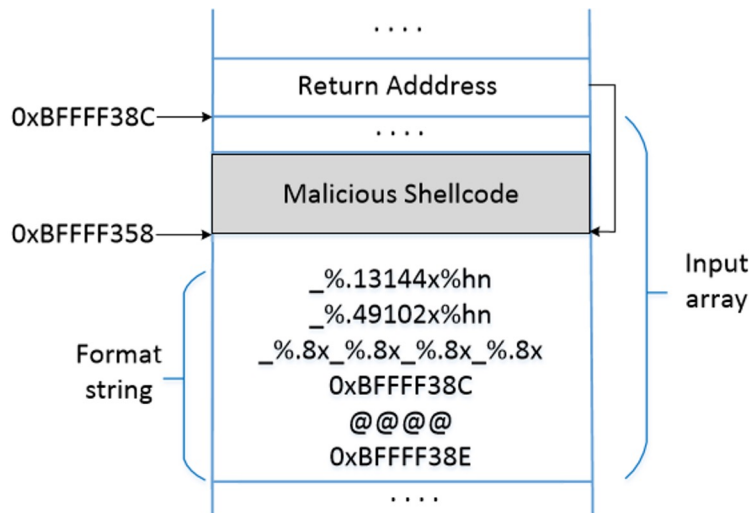 . . . .
Return Adddress
0xBFFFF38C
. . . .
Malicious Shellcode
0xBFFFF358
_%.13144x%hn
_%.49102x%hn
_%.8x_%.8x_%.8x_%.8x
0xBFFFF38C
@@@@
0xBFFFF38E
. . . .
Format
string
Input
array